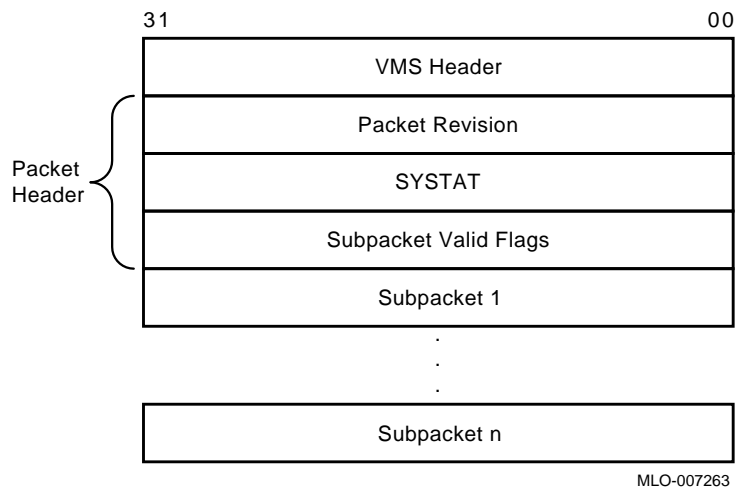 31 00
VMS Header
Packet Revision
Packet
Header
SYSTAT
Subpacket Valid Flags
Subpacket 1
.
.
.
Subpacket n
MLO-007263